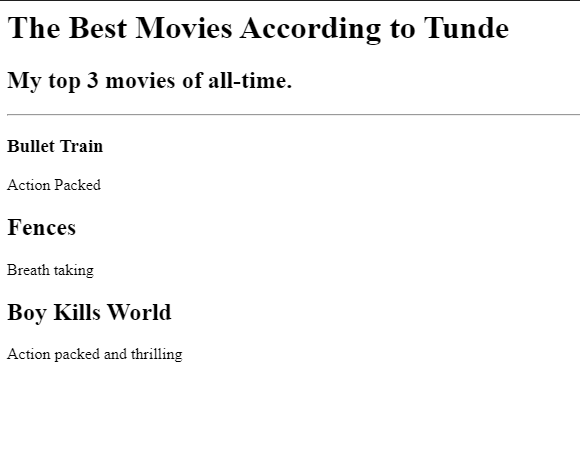 The Best Movies According to Tunde
My top 3 movies of all-time.
Bullet Train
Action Packed
Fences
Breath taking
Boy Kills World
Action packed and thrilling